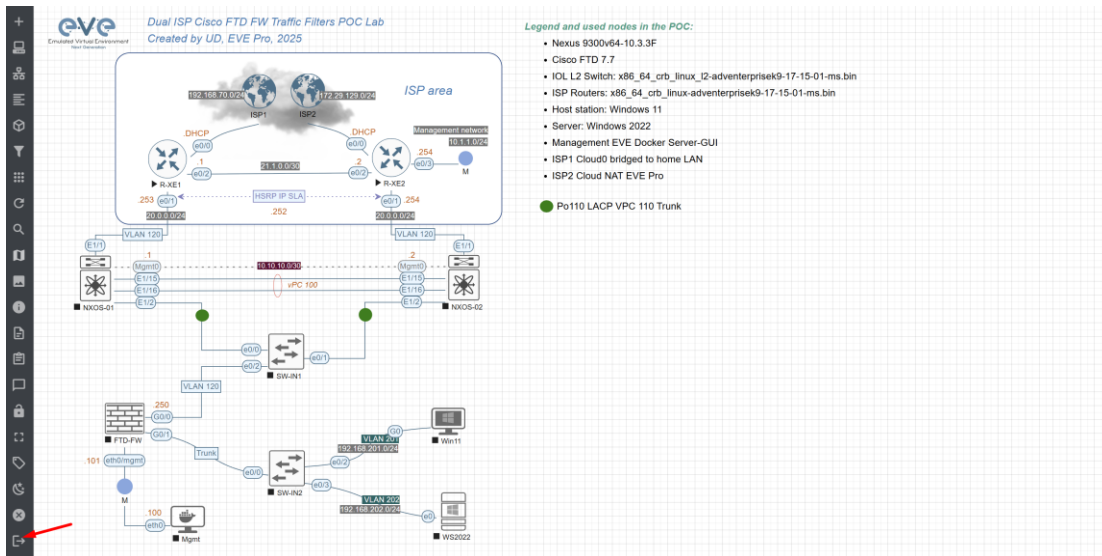 eve
Emulated Virtual Environment
Next Generation
Dual ISP Cisco FTD FW Traffic Filters POC Lab
Created by UD, EVE Pro, 2025
Legend and used nodes in the POC:
Nexus 9300v64-10.3.3F
Cisco FTD 7.7
IOL L2 Switch: x86_64_crb_linux_l2-adventerprisek9-17-15-01-ms.bin
ISP Routers: x86_64_crb_linux-adventerprisek9-17-15-01-ms.bin
Host station: Windows 11
Server: Windows 2022
Management EVE Docker Server-GUI
ISP1 Cloud0 bridged to home LAN
ISP2 Cloud NAT EVE Pro
Po110 LACP VPC 110 Trunk
ISP area
192.168.70.0/24
172.29.129.0/24
ISP1
ISP2
.DHCP
.DHCP
e0/0
e0/0
Management network
10.1.1.0/24
.1
21.1.0.0/30
.2
.254
e0/2
e0/2
e0/3
M
R-XE1
R-XE2
HSRP IP SLA
.253
e0/1
.252
e0/1
.254
20.0.0.0/24
20.0.0.0/24
VLAN 120
VLAN 120
E1/1
E1/1
.1
.2
Mgmt0
10.10.10.0/30
Mgmt0
E1/15
E1/15
vPC 100
E1/16
E1/16
E1/2
E1/2
NXOS-01
NXOS-02
e0/0
e0/1
e0/2
SW-IN1
VLAN 120
.250
G0/0
G0/1
FTD-FW
Trunk
G0
VLAN 201
192.168.201.0/24
Win11
.101
eth0/mgmt
e0/0
e0/2
e0/3
SW-IN2
M
VLAN 202
192.168.202.0/24
e0
WS2022
.100
eth0
Mgmt